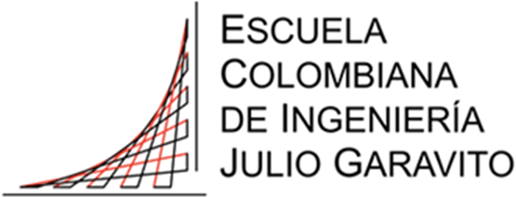 ESCUELA
COLOMBIANA
DE INGENIERÍA
JULIO GARAVITO